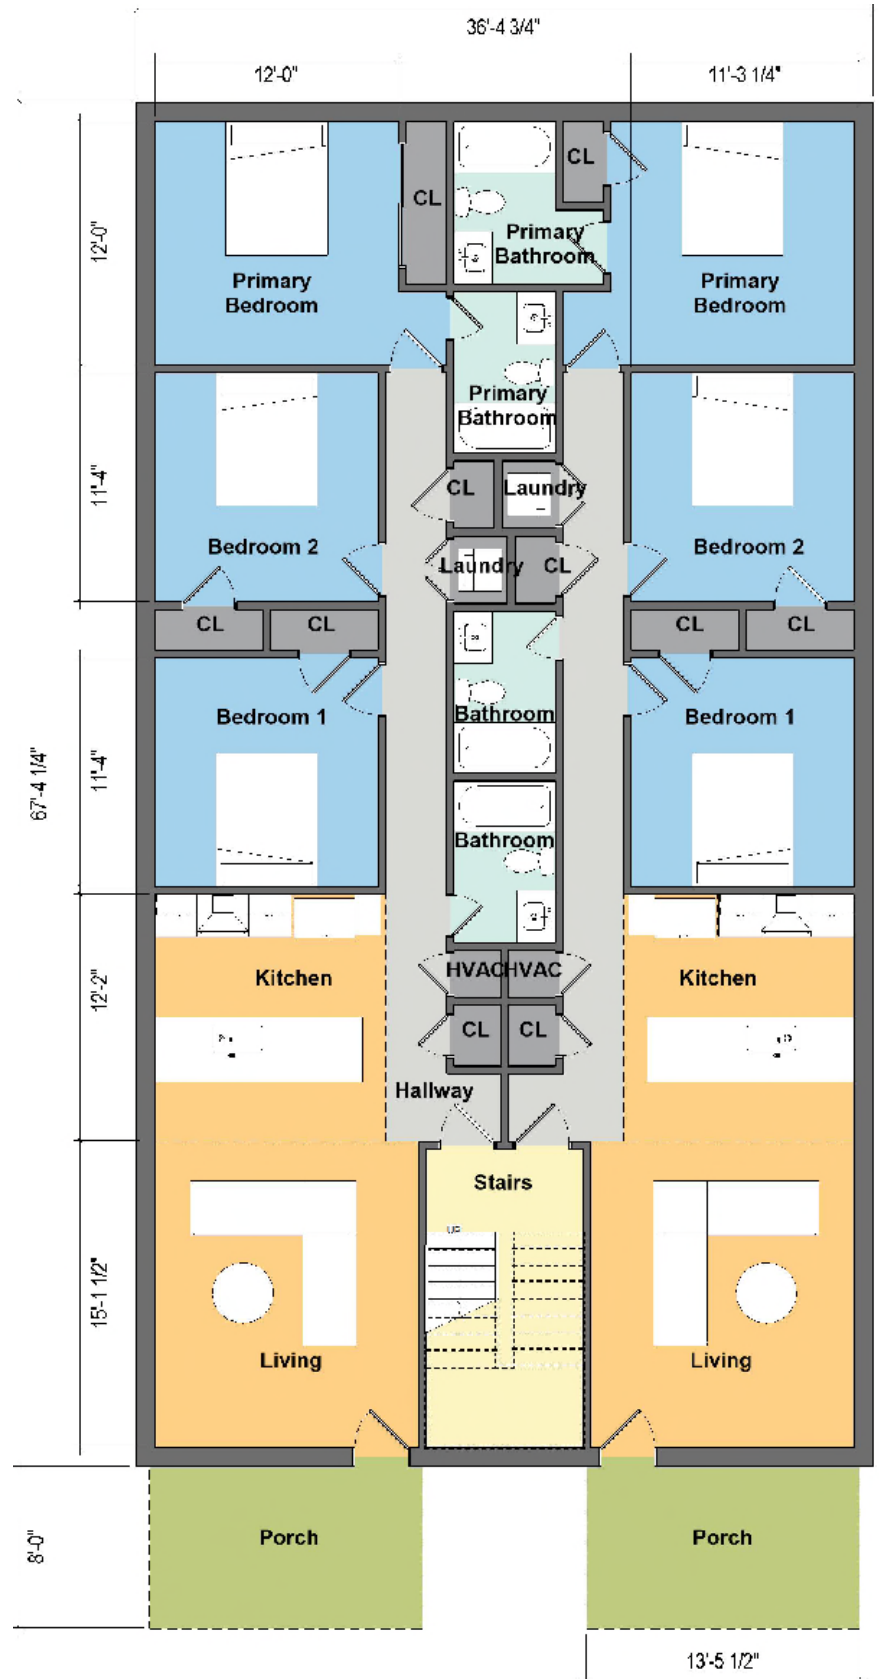 36'-4 3/4"
12'-0"
11'-3 1/4"
12'-0"
CL
CL
Primary
Bathroom
Primary
Bedroom
Primary
Bedroom
Primary
Bathroom
11'-4"
CL
Laundry
Bedroom 2
Bedroom 2
Laundry
CL
CL
CL
CL
CL
Bedroom 1
Bathroom
Bedroom 1
67'-4 1/4"
11'-4"
Bathroom
12'-2"
Kitchen
HVAC
HVAC
Kitchen
CL
CL
Hallway
Stairs
UP
15'-1 1/2"
Living
Living
8'-0"
Porch
Porch
13'-5 1/2"